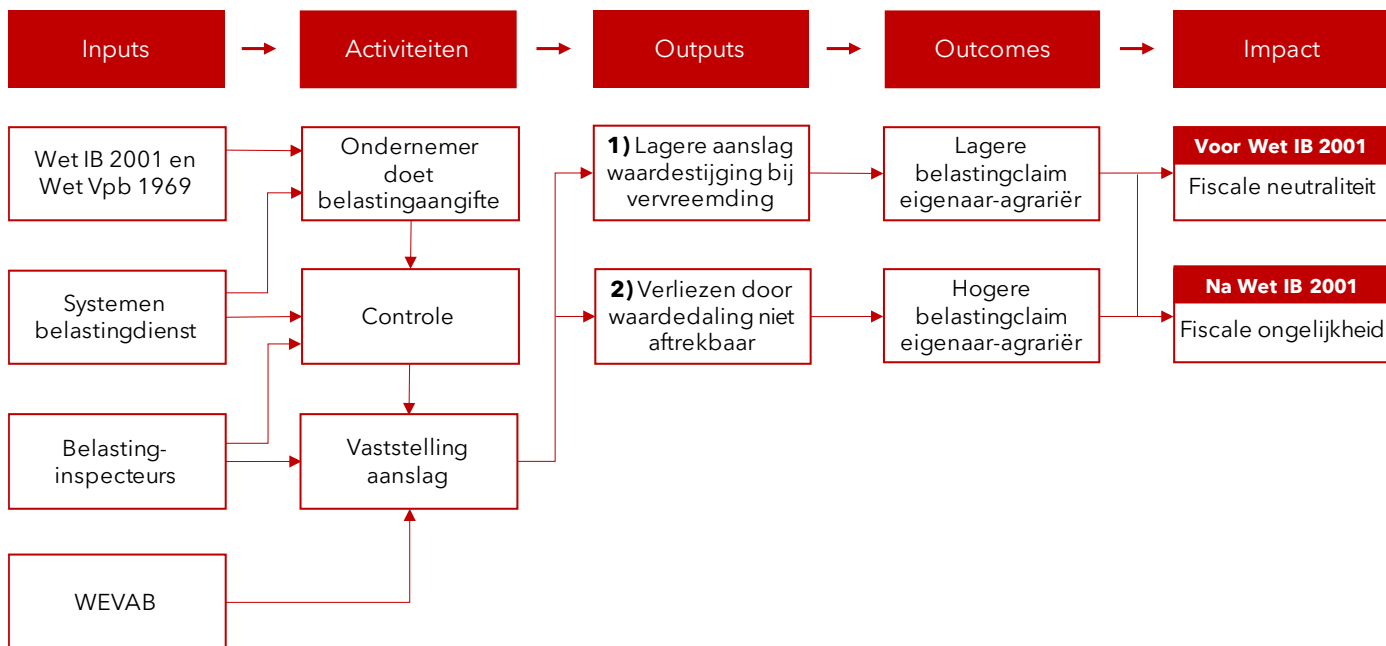 Inputs
Activiteiten
Outputs
Outcomes
Impact
Wet IB 2001 en
Wet Vpb 1969
Ondernemer
doet
belastingaangifte
1) Lagere aanslag
waardestijging bij
vervreemding
Lagere
belastingclaim
eigenaar-agrariër
Voor Wet IB 2001
Fiscale neutraliteit
Systemen
belastingdienst
Controle
2) Verliezen door
waardedaling niet
aftrekbaar
Hogere
belastingclaim
eigenaar-agrariër
Na Wet IB 2001
Fiscale ongelijkheid
Belasting-
inspecteurs
Vaststelling
aanslag
WEVAB